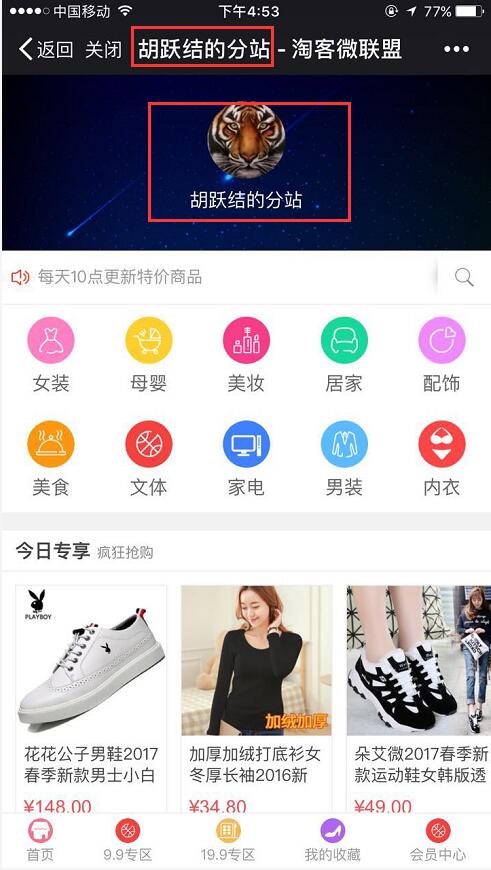 中国移动 下午4:53 77%
返回 关闭 胡跃结的分站 - 淘客微联盟
胡跃结的分站
每天10点更新特价商品
女装 母婴 美妆 居家 配饰
美食 文体 家电 男装 内衣
今日专享 疯狂抢购
PLAYBOY
加绒加厚
花花公子男鞋2017
春季新款男士小白
¥148.00
加厚加绒打底衫女
冬厚长袖2016新
¥34.80
朵艾微2017春季新
款运动鞋女韩版透
¥49.00
首页 9.9专区 19.9专区 我的收藏 会员中心